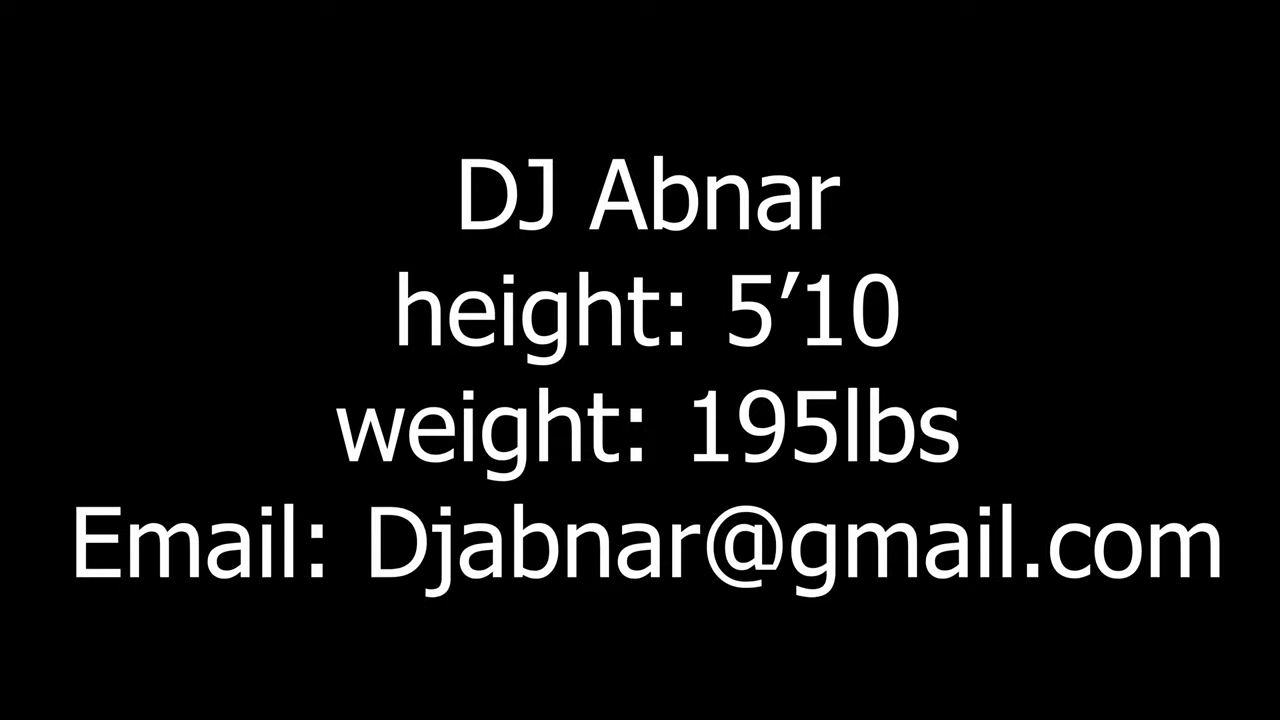 DJ Abnar
height: 5’10
weight: 195lbs
Email: Djabnar@gmail.com